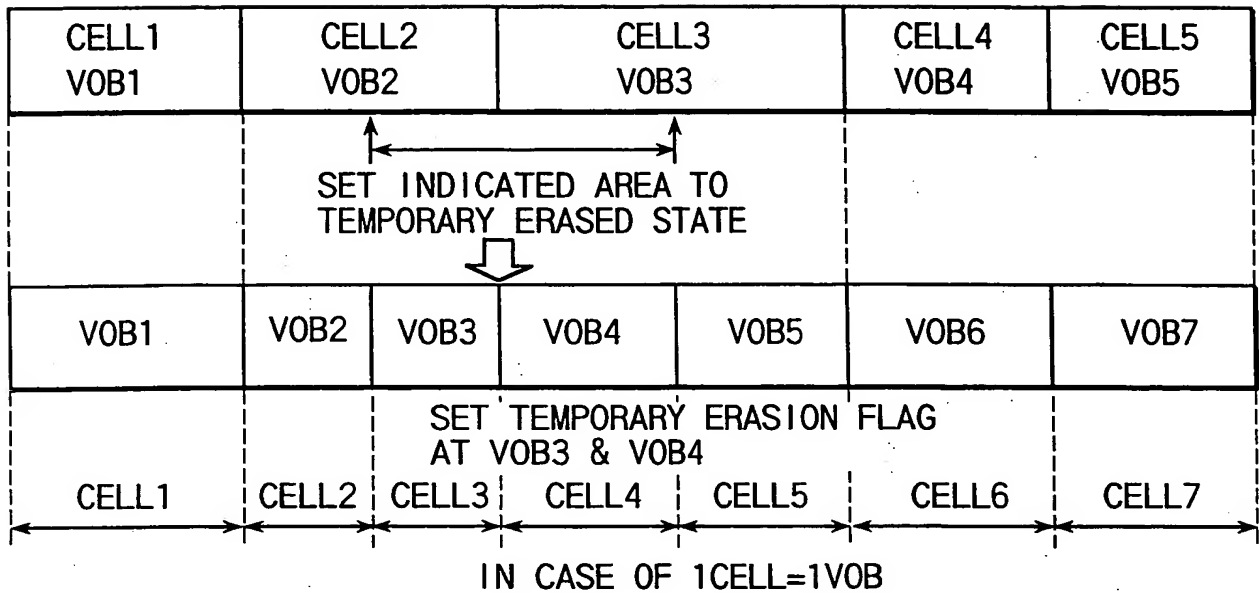 CELL1 CELL2 CELL3 CELL4 CELL5
VOB1 VOB2 VOB3 VOB4 VOB5
SET INDICATED AREA TO
TEMPORARY ERASED STATE
VOB1 VOB2 VOB3 VOB4 VOB5 VOB6 VOB7
SET TEMPORARY ERASION FLAG
AT VOB3 & VOB4
CELL1 CELL2 CELL3 CELL4 CELL5 CELL6 CELL7
IN CASE OF 1CELL=1VOB